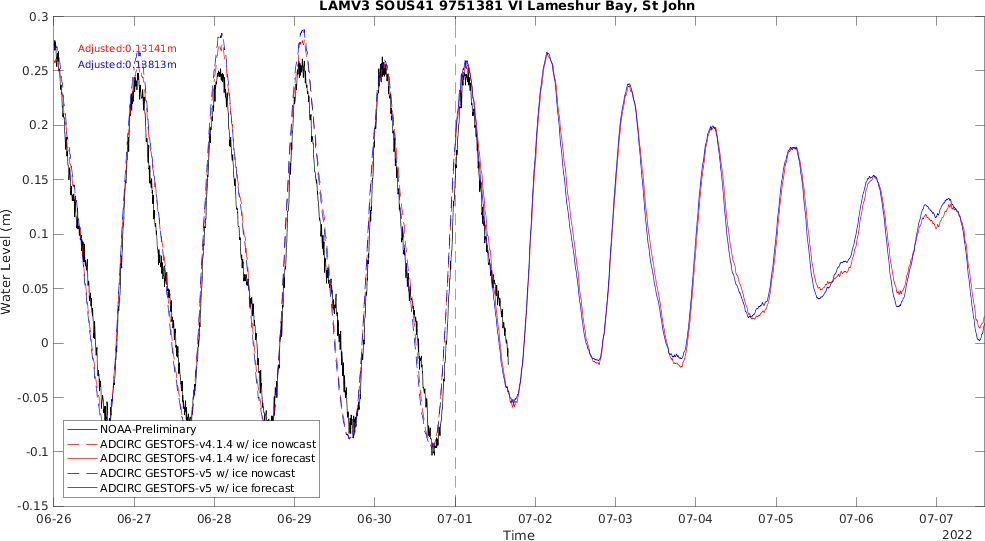 LAMV3 SOUS41 9751381 VI Lameshur Bay, St John
0.3
0.25
0.2
0.15
0.1
0.05
0
-0.05
-0.1
-0.15
Water Level (m)
Adjusted:0.13141m
Adjusted:0.13813m
NOAA-Preliminary
ADCIRC GESTOFS-v4.1.4 w/ ice nowcast
ADCIRC GESTOFS-v4.1.4 w/ ice forecast
ADCIRC GESTOFS-v5 w/ ice nowcast
ADCIRC GESTOFS-v5 w/ ice forecast
06-26 06-27 06-28 06-29 06-30 07-01 07-02 07-03 07-04 07-05 07-06 07-07
Time
2022